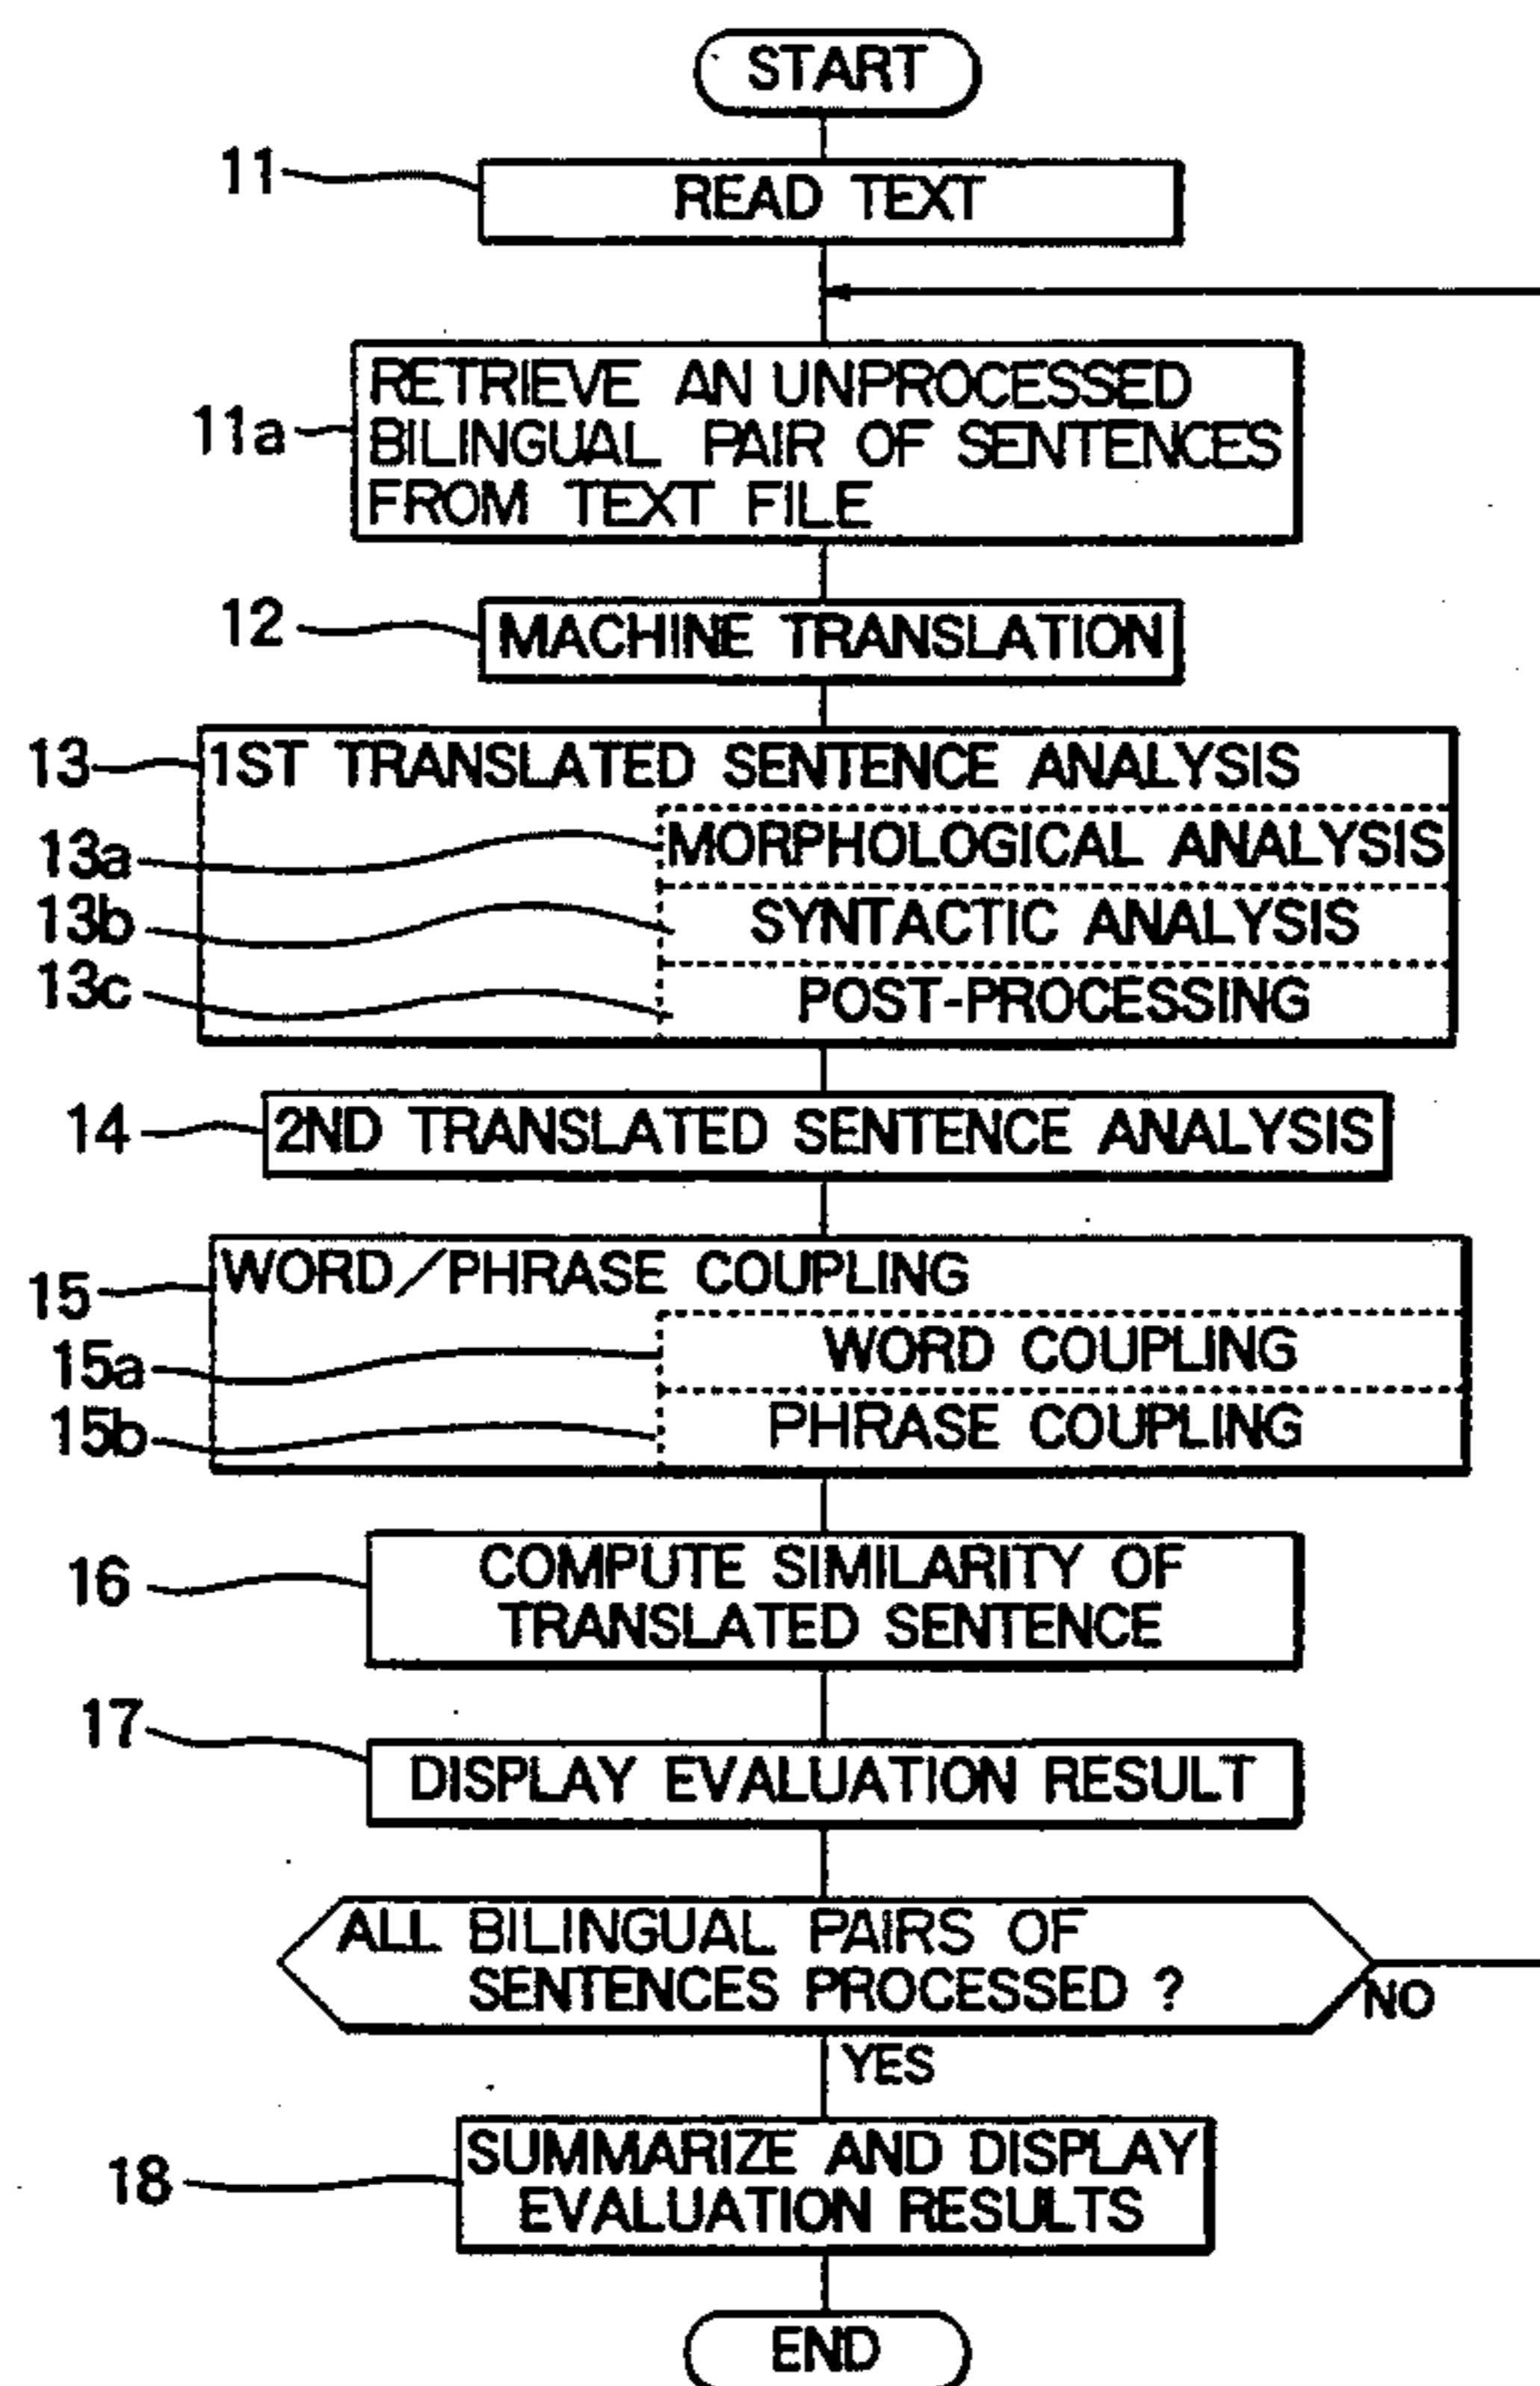 START
11
READ TEXT
11a
RETRIEVE AN UNPROCESSED
BILINGUAL PAIR OF SENTENCES
FROM TEXT FILE
12
MACHINE TRANSLATION
13
1ST TRANSLATED SENTENCE ANALYSIS
13a
MORPHOLOGICAL ANALYSIS
13b
SYNTACTIC ANALYSIS
13c
POST-PROCESSING
14
2ND TRANSLATED SENTENCE ANALYSIS
15
WORD/PHRASE COUPLING
15a
WORD COUPLING
15b
PHRASE COUPLING
16
COMPUTE SIMILARITY OF
TRANSLATED SENTENCE
17
DISPLAY EVALUATION RESULT
ALL BILINGUAL PAIRS OF
SENTENCES PROCESSED ?
NO
YES
18
SUMMARIZE AND DISPLAY
EVALUATION RESULTS
END